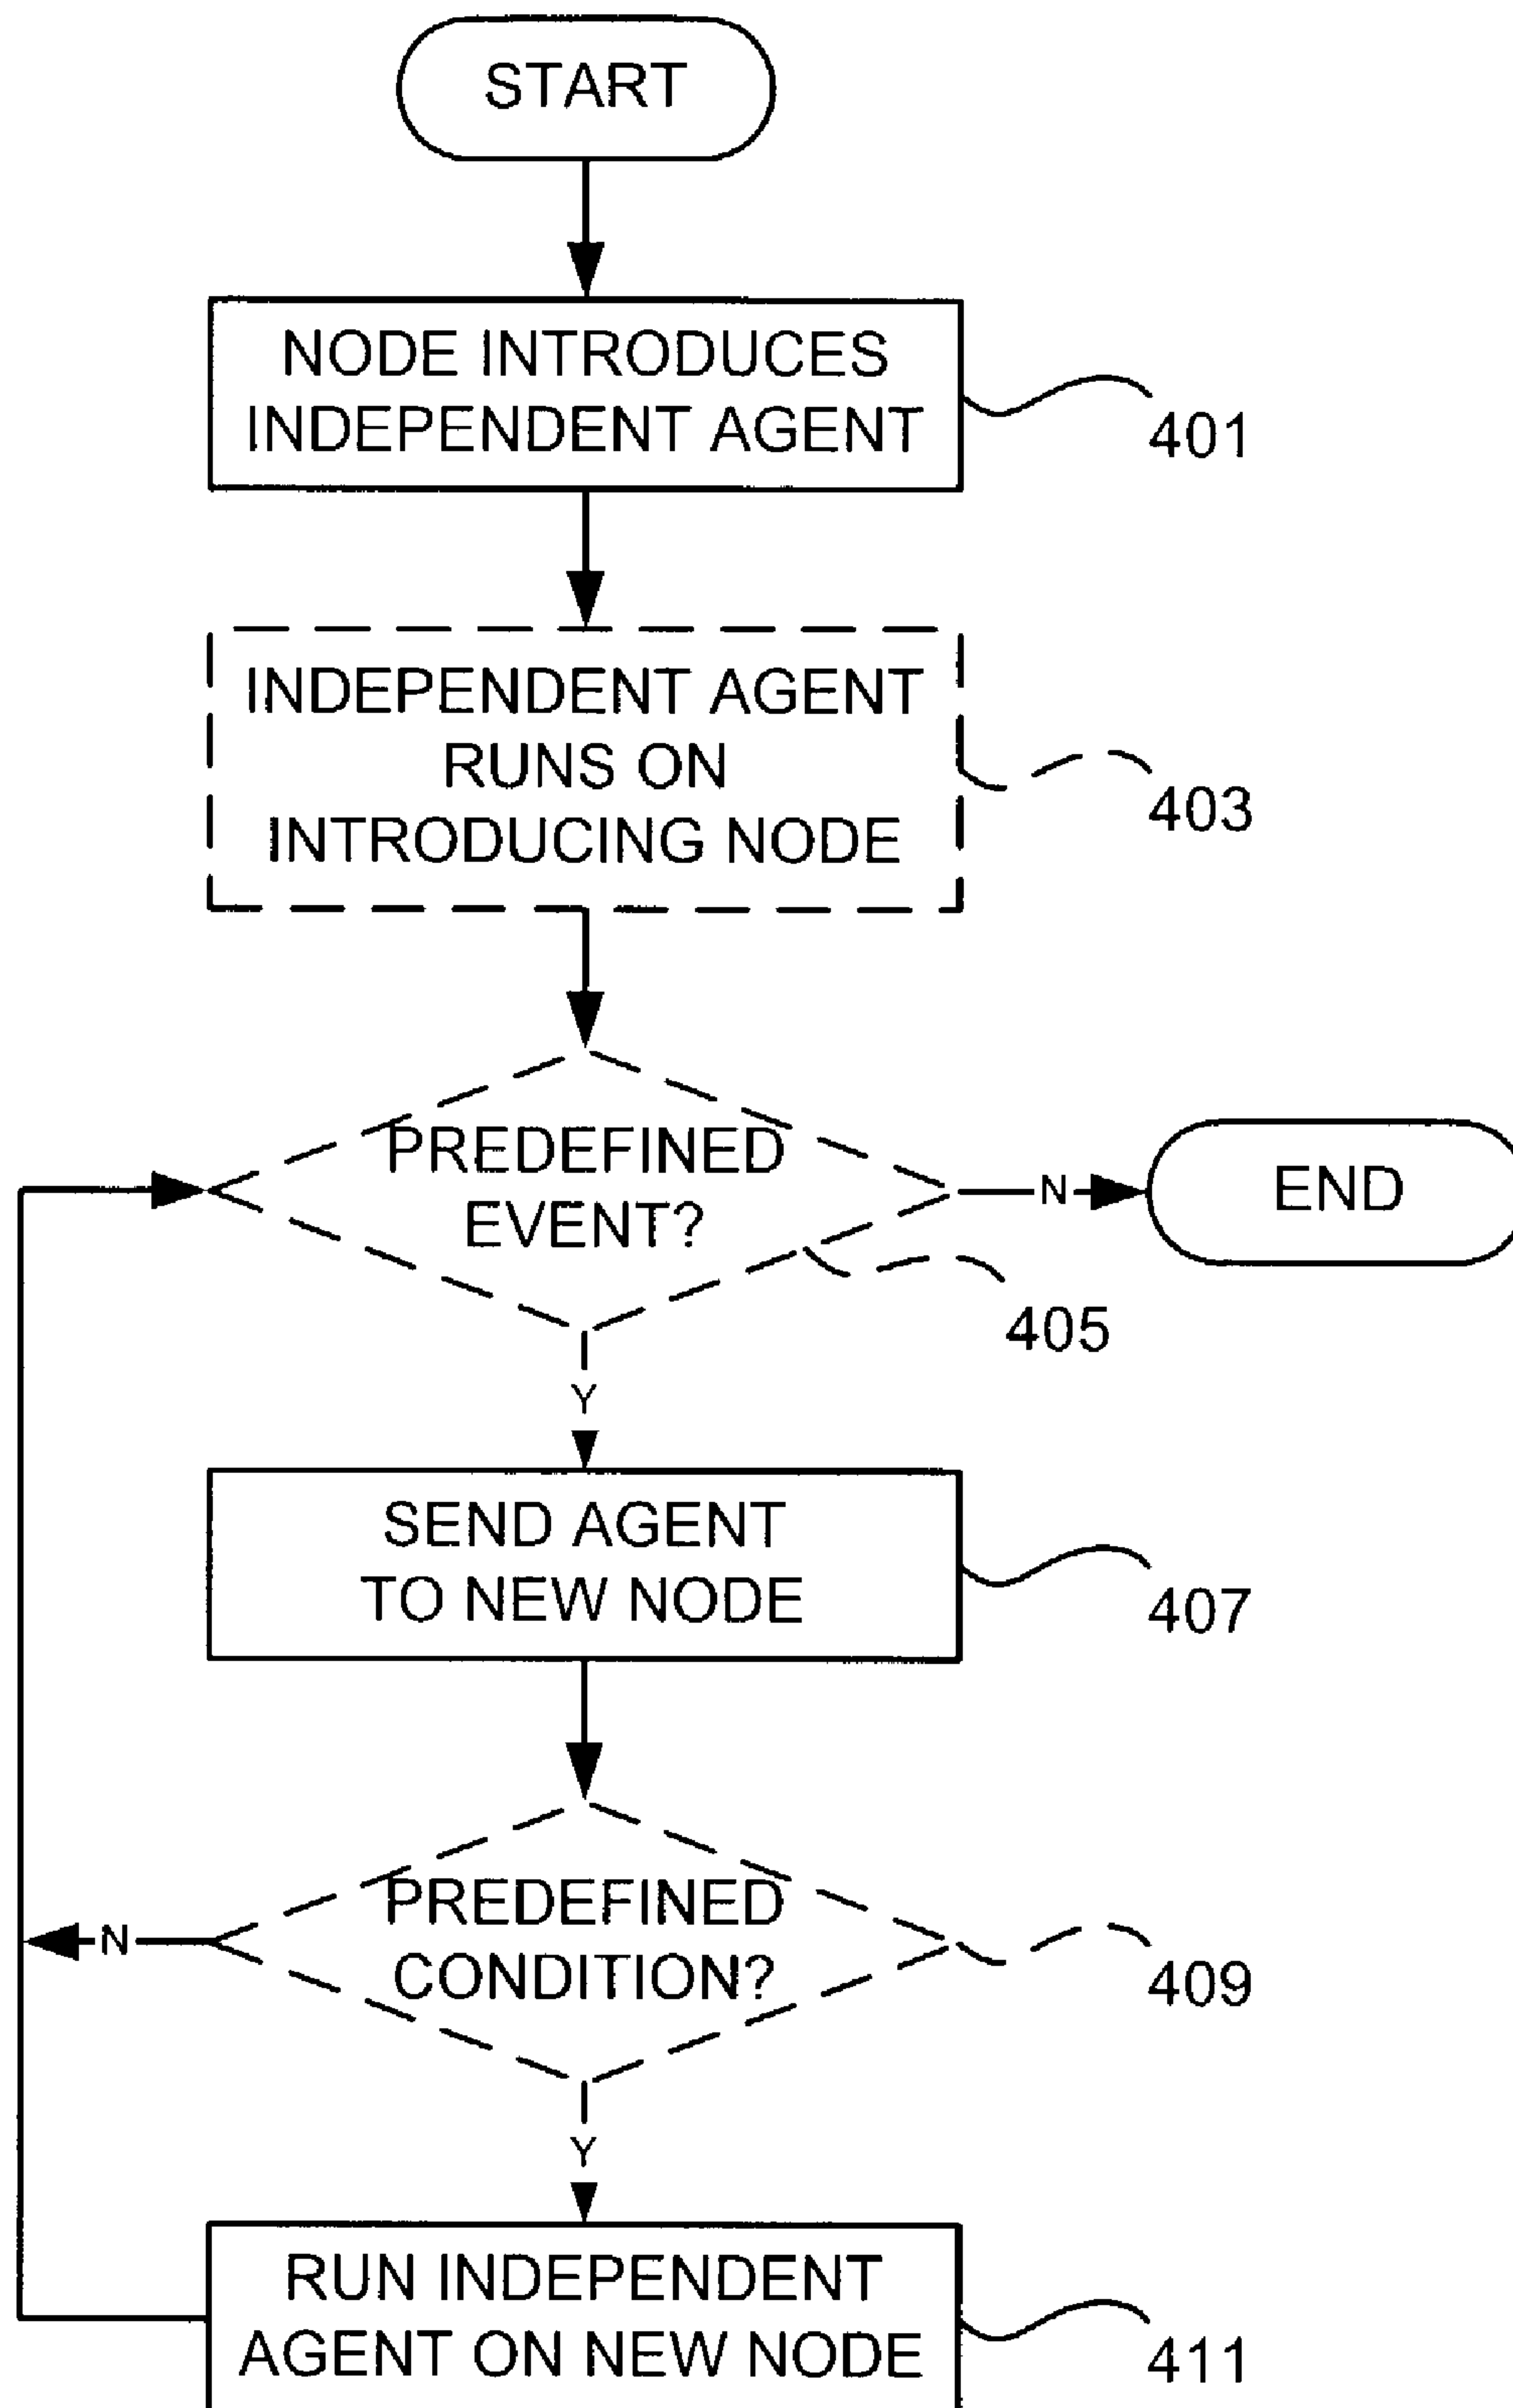 START
NODE INTRODUCES
INDEPENDENT AGENT
401
INDEPENDENT AGENT
RUNS ON
INTRODUCING NODE
403
PREDEFINED
EVENT?
N
END
405
Y
SEND AGENT
TO NEW NODE
407
PREDEFINED
CONDITION?
N
409
Y
RUN INDEPENDENT
AGENT ON NEW NODE
411